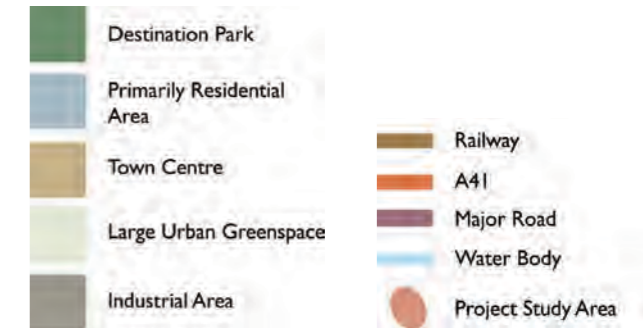 Destination Park
Primarily Residential
Area
Town Centre
Large Urban Greenspace
Industrial Area
Railway
A41
Major Road
Water Body
Project Study Area